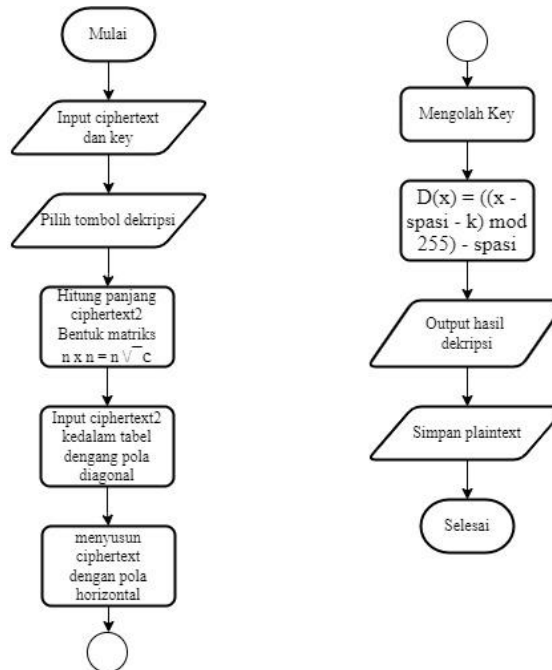 Mulai
Input ciphertext
dan key
Pilih tombol dekripsi
Hitung panjang
ciphertext2
Bentuk matriks
n x n = n √ c
Input ciphertext2
kedalam tabel
dengang pola
diagonal
menyusun
ciphertext
dengan pola
horizontal
Mengolah Key
D(x) = ((x -
spasi - k) mod
255) - spasi
Output hasil
dekripsi
Simpan plaintext
Selesai